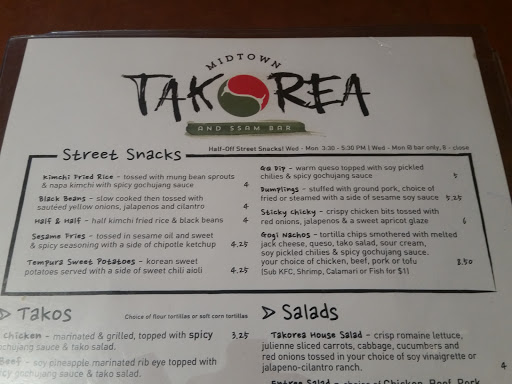 MIDTOWN
TAKOREA
AND SSAM BAR
Half-Off Street Snacks! Wed - Mon 3:30 - 5:30 PM | Wed - Mon @ bar only, 8 - close
Street Snacks
Kimchi Fried Rice - tossed with mung bean sprouts
& napa kimchi with spicy gochujang sauce 4
Black Beans - slow cooked then tossed with
sautéed yellow onions, jalapenos and cilantro 4
Half & Half - half kimchi fried rice & black beans 4
Sesame Fries - tossed in sesame oil and sweet
& spicy seasoning with a side of chipotle ketchup 4.25
Tempura Sweet Potatoes - korean sweet
potatoes served with a side of sweet chili aioli 4.25
GB Dip - warm queso topped with soy pickled
chilies & spicy gochujang sauce 5
Dumplings - stuffed with ground pork, choice of
fried or steamed with a side of sesame soy sauce 5.25
Sticky chicky - crispy chicken bits tossed with
red onions, jalapenos & a sweet apricot glaze 6
Gogi Nachos - tortilla chips smothered with melted
jack cheese, queso, tako salad, sour cream,
soy pickled chilies & spicy gochujang sauce.
your choice of chicken, beef, pork or tofu 8.50
(Sub KFC, Shrimp, Calamari or Fish for $1)
Takos Choice of flour tortillas or soft corn tortillas
chicken - marinated & grilled, topped with spicy 3.25
gochujang sauce & tako salad.
Beef - soy pineapple marinated rib eye topped with
spicy gochujang sauce & tako salad.
Salads
Takorea House Salad - crisp romaine lettuce,
julienne sliced carrots, cabbage, cucumbers and
red onions tossed in your choice of soy vinaigrette or
jalapeno-cilantro ranch. 4
Entree Salad - choice of Chicken, Beef, Pork